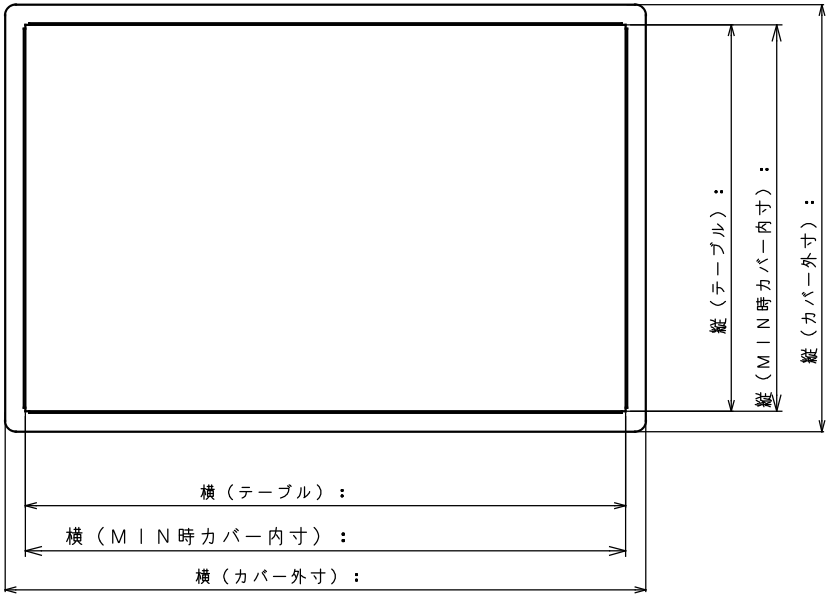 縦（テーブル）：
縦（ＭＩＮ時カバー内寸）：
縦（カバー外寸）：
横（テーブル）：
横（ＭＩＮ時カバー内寸）：
横（カバー外寸）：